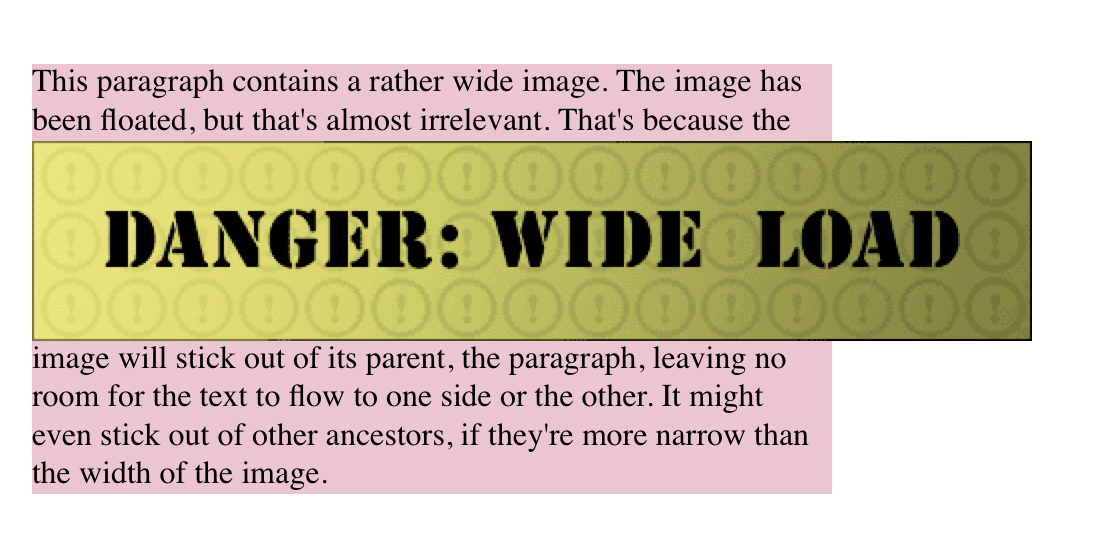 This paragraph contains a rather wide image. The image has
been floated, but that's almost irrelevant. That's because the
DANGER: WIDE LOAD
image will stick out of its parent, the paragraph, leaving no
room for the text to flow to one side or the other. It might
even stick out of other ancestors, if they're more narrow than
the width of the image.